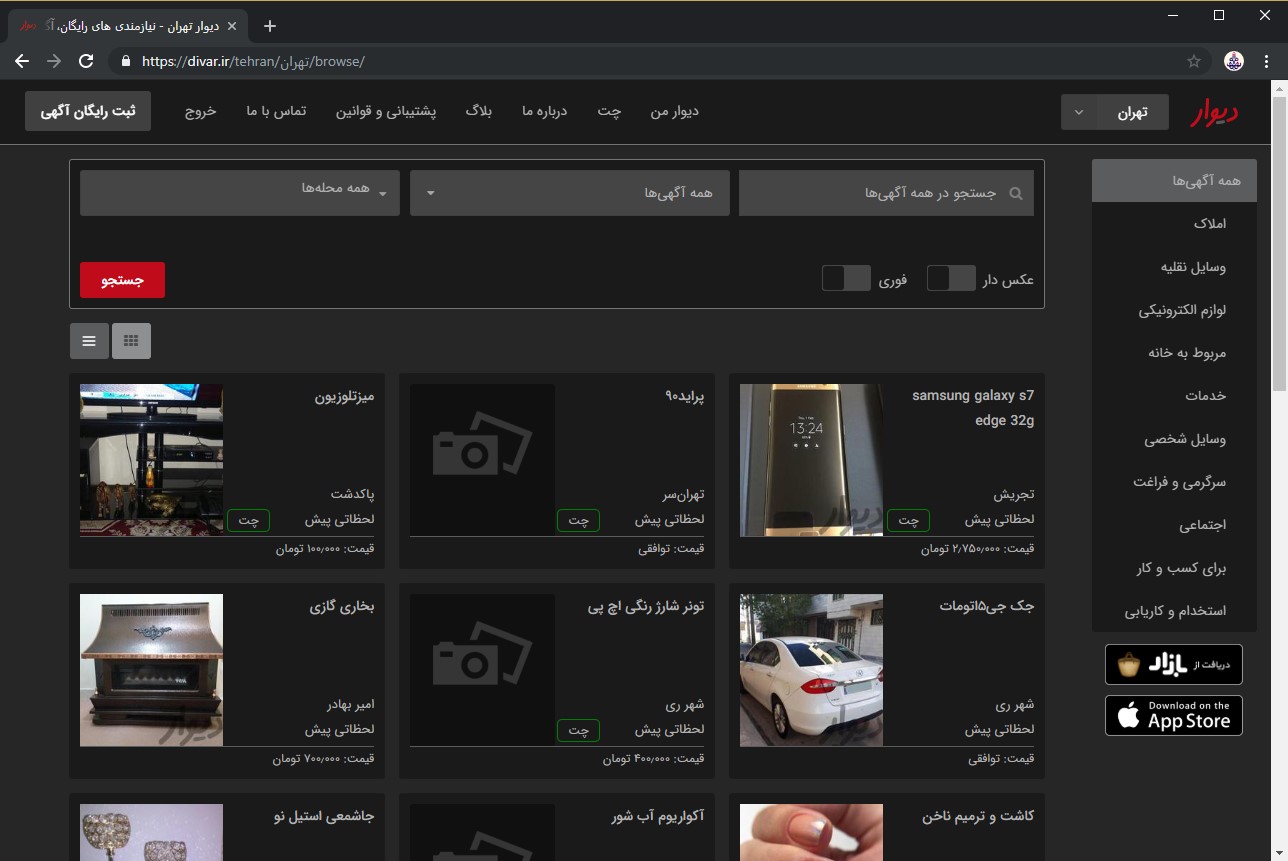 دیوار تهران - نیازمندی های رایگان، آگ
https://divar.ir/tehran/تهران/browse/
دیوار
تهران
دیوار من
چت
درباره ما
بلاگ
پشتیبانی و قوانین
تماس با ما
خروج
ثبت رایگان آگهی
همه آگهی‌ها
املاک
وسایل نقلیه
لوازم الکترونیکی
مربوط به خانه
خدمات
وسایل شخصی
سرگرمی و فراغت
اجتماعی
برای کسب و کار
استخدام و کاریابی
دریافت از بازار
Download on the
App Store
جستجو در همه آگهی‌ها
همه آگهی‌ها
همه محله‌ها
عکس دار
فوری
جستجو
samsung galaxy s7
edge 32g
13:24
دیوار
تجریش
لحظاتی پیش
چت
قیمت: ۲٫۷۵۰٫۰۰۰ تومان
پراید۹۰
تهران‌سر
لحظاتی پیش
چت
قیمت: توافقی
میزتلوزیون
پاکدشت
لحظاتی پیش
چت
قیمت: ۱۰۰٫۰۰۰ تومان
جک جی۵اتومات
شهر ری
لحظاتی پیش
قیمت: توافقی
تونر شارژ رنگی اچ پی
شهر ری
لحظاتی پیش
چت
قیمت: ۴۰۰٫۰۰۰ تومان
بخاری گازی
دیوار
امیر بهادر
لحظاتی پیش
قیمت: ۷۰۰٫۰۰۰ تومان
کاشت و ترمیم ناخن
آکواریوم آب شور
جاشمعی استیل نو